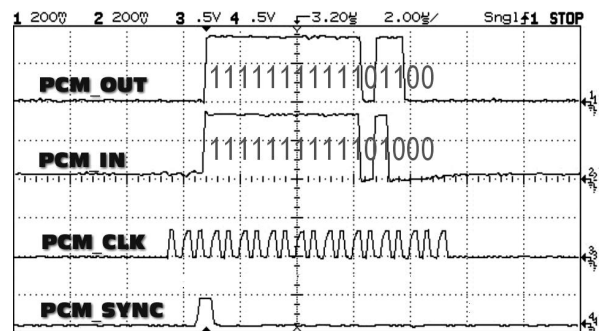 1 200mV 2 200mV 3 .5V 4 .5V -3.20µs 2.00µs/ Sngl 1 STOP
PCM_OUT 1111111111101100
PCM_IN 1111111111101000
PCM_CLK
PCM_SYNC